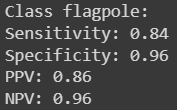 Class flagpole:
Sensitivity: 0.84
Specificity: 0.96
PPV: 0.86
NPV: 0.96